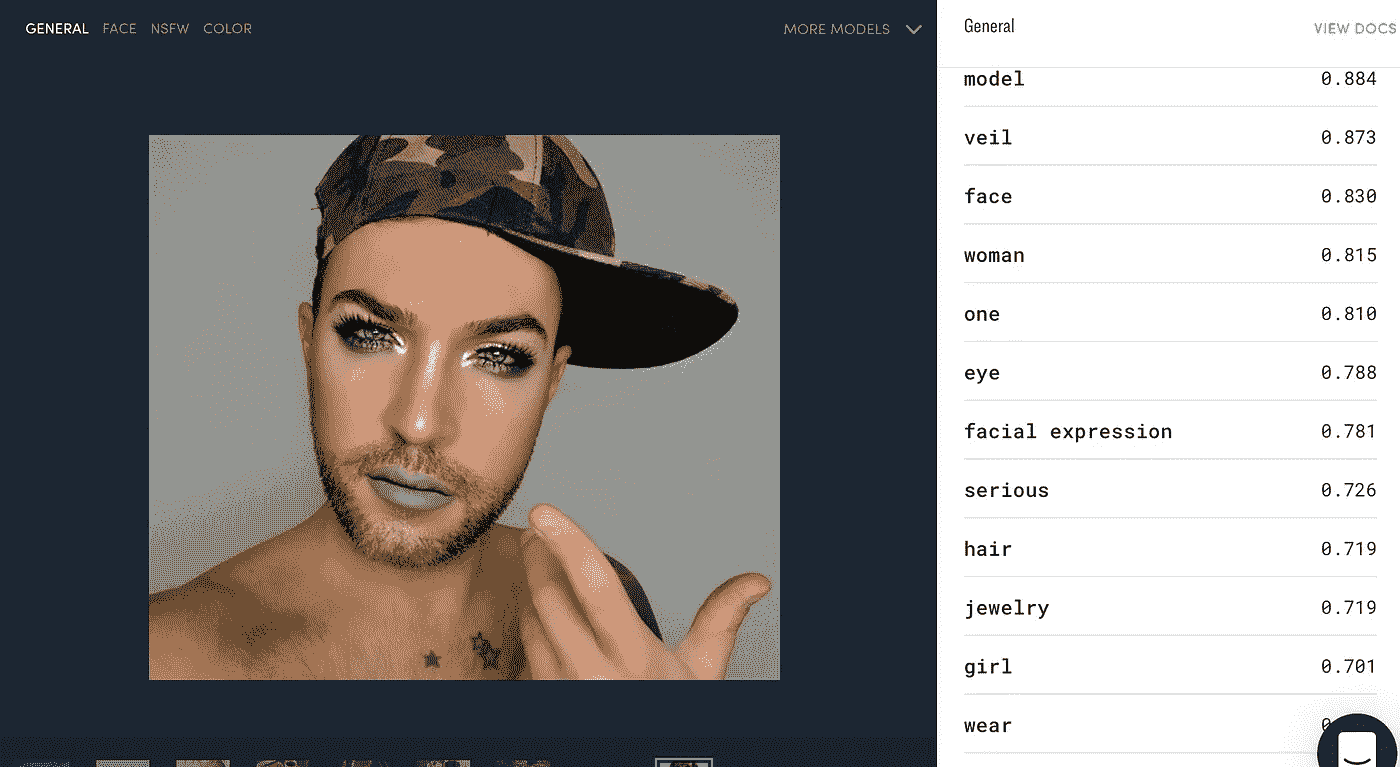 GENERAL FACE NSFW COLOR MORE MODELS
General VIEW DOCS
model 0.884
veil 0.873
face 0.830
woman 0.815
one 0.810
eye 0.788
facial expression 0.781
serious 0.726
hair 0.719
jewelry 0.719
girl 0.701
wear